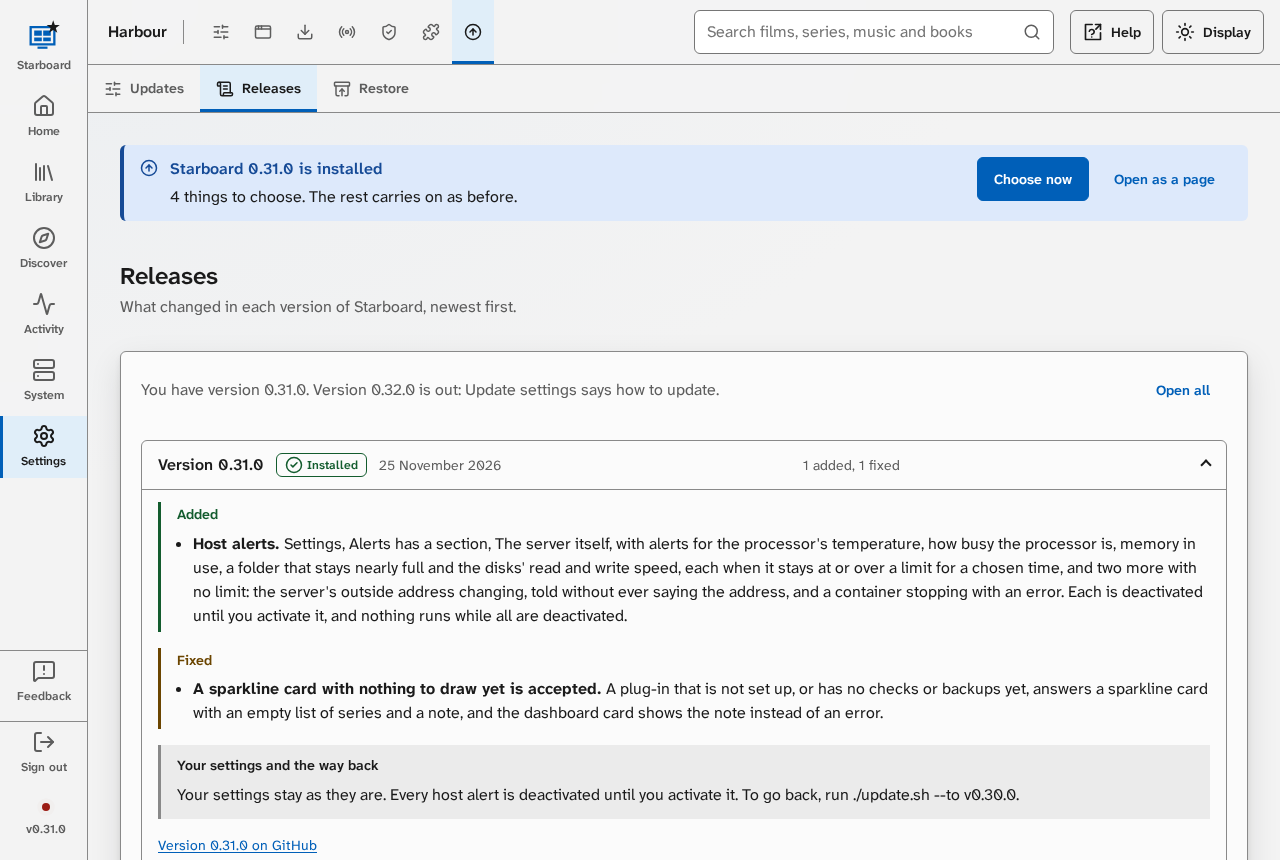 Starboard
Home
Library
Discover
Activity
System
Settings
Feedback
Sign out
v0.31.0
Harbour
Search films, series, music and books
Help
Display
Updates
Releases
Restore
Starboard 0.31.0 is installed
4 things to choose. The rest carries on as before.
Choose now
Open as a page
Releases
What changed in each version of Starboard, newest first.
You have version 0.31.0. Version 0.32.0 is out: Update settings says how to update.
Open all
Version 0.31.0
Installed
25 November 2026
1 added, 1 fixed
Added
Host alerts. Settings, Alerts has a section, The server itself, with alerts for the processor's temperature, how busy the processor is, memory in
use, a folder that stays nearly full and the disks' read and write speed, each when it stays at or over a limit for a chosen time, and two more with
no limit: the server's outside address changing, told without ever saying the address, and a container stopping with an error. Each is deactivated
until you activate it, and nothing runs while all are deactivated.
Fixed
A sparkline card with nothing to draw yet is accepted. A plug-in that is not set up, or has no checks or backups yet, answers a sparkline card
with an empty list of series and a note, and the dashboard card shows the note instead of an error.
Your settings and the way back
Your settings stay as they are. Every host alert is deactivated until you activate it. To go back, run ./update.sh --to v0.30.0.
Version 0.31.0 on GitHub